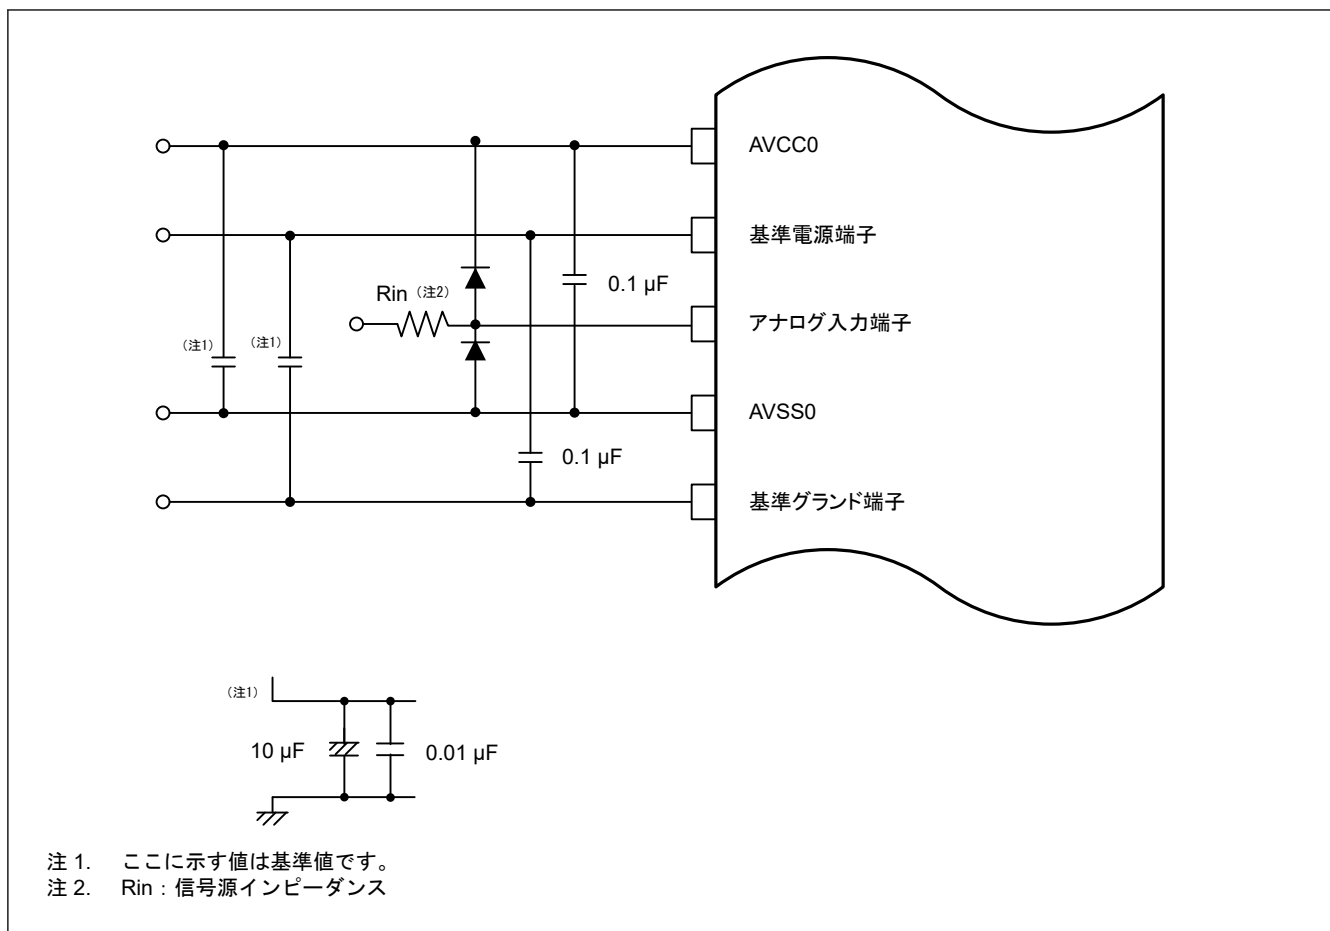 AVCC0
基準電源端子
0.1 µF
Rin（注2）
アナログ入力端子
（注1）
（注1）
AVSS0
0.1 µF
基準グランド端子
（注1）
10 µF
0.01 µF
注 1. ここに示す値は基準値です。
注 2. Rin：信号源インピーダンス